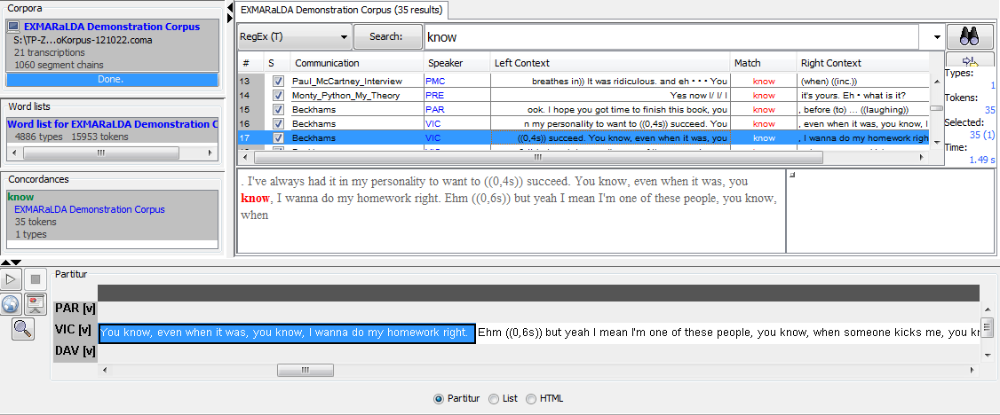 Corpora
EXMARaLDA Demonstration Corpus
S:\TP-Z...oKorpus-121022.coma
21 transcriptions
1060 segment chains
Done.
Word lists
Word list for EXMARaLDA Demonstration C
4886 types 15953 tokens
Concordances
know
EXMARaLDA Demonstration Corpus
35 tokens
1 types
EXMARaLDA Demonstration Corpus (35 results)
RegEx (T) Search: know
# S Communication Speaker Left Context Match Right Context
13 Paul_McCartney_Interview PMC breathes in)) It was ridiculous. and eh • • • You know (when) ((inc.))
14 Monty_Python_My_Theory PRE Yes now I/ I/ I know it's yours. Eh • what is it?
15 Beckhams PAR ook. I hope you got time to finish this book, you know , before (to) … ((laughing))
16 Beckhams VIC n my personality to want to ((0,4s)) succeed. You know , even when it was, you know, I
17 Beckhams VIC ((0,4s)) succeed. You know, even when it was, you know , I wanna do my homework righ
Types:
1
Tokens:
35
Selected:
35 (1)
Time:
1.49 s
. I've always had it in my personality to want to ((0,4s)) succeed. You know, even when it was, you
know, I wanna do my homework right. Ehm ((0,6s)) but yeah I mean I'm one of these people, you know,
when
Partitur
PAR [v]
VIC [v] You know, even when it was, you know, I wanna do my homework right. Ehm ((0,6s)) but yeah I mean I'm one of these people, you know, when someone kicks me, you kn
DAV [v]
Partitur List HTML